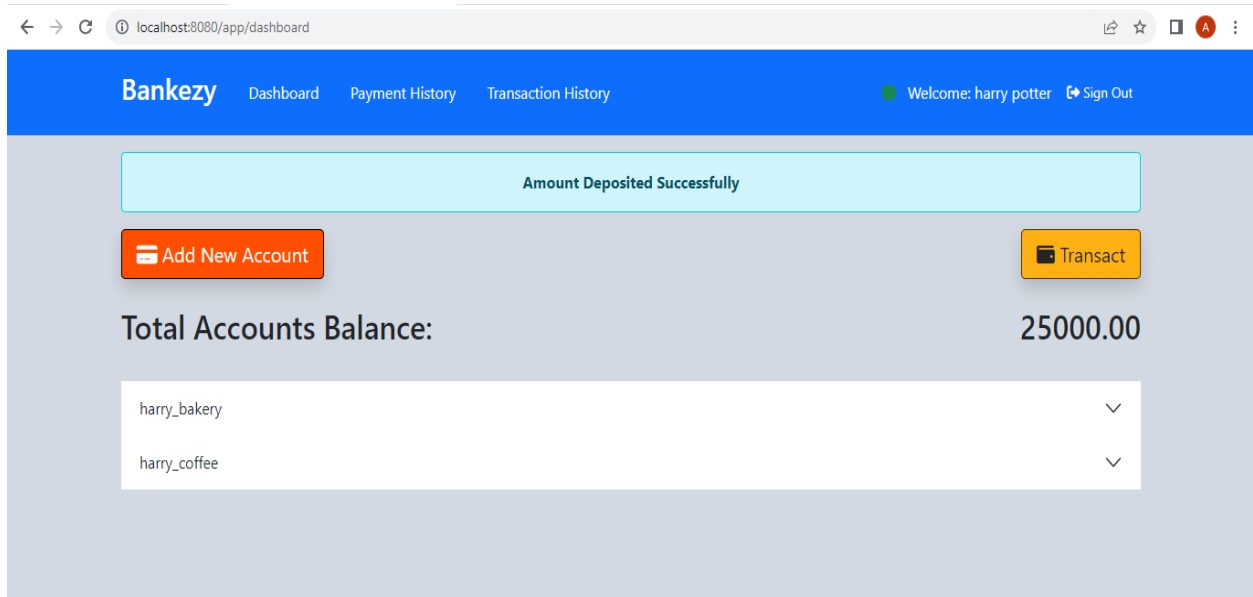 localhost:8080/app/dashboard
A
Bankezy Dashboard Payment History Transaction History Welcome: harry potter Sign Out
Amount Deposited Successfully
Add New Account Transact
Total Accounts Balance: 25000.00
harry_bakery
harry_coffee